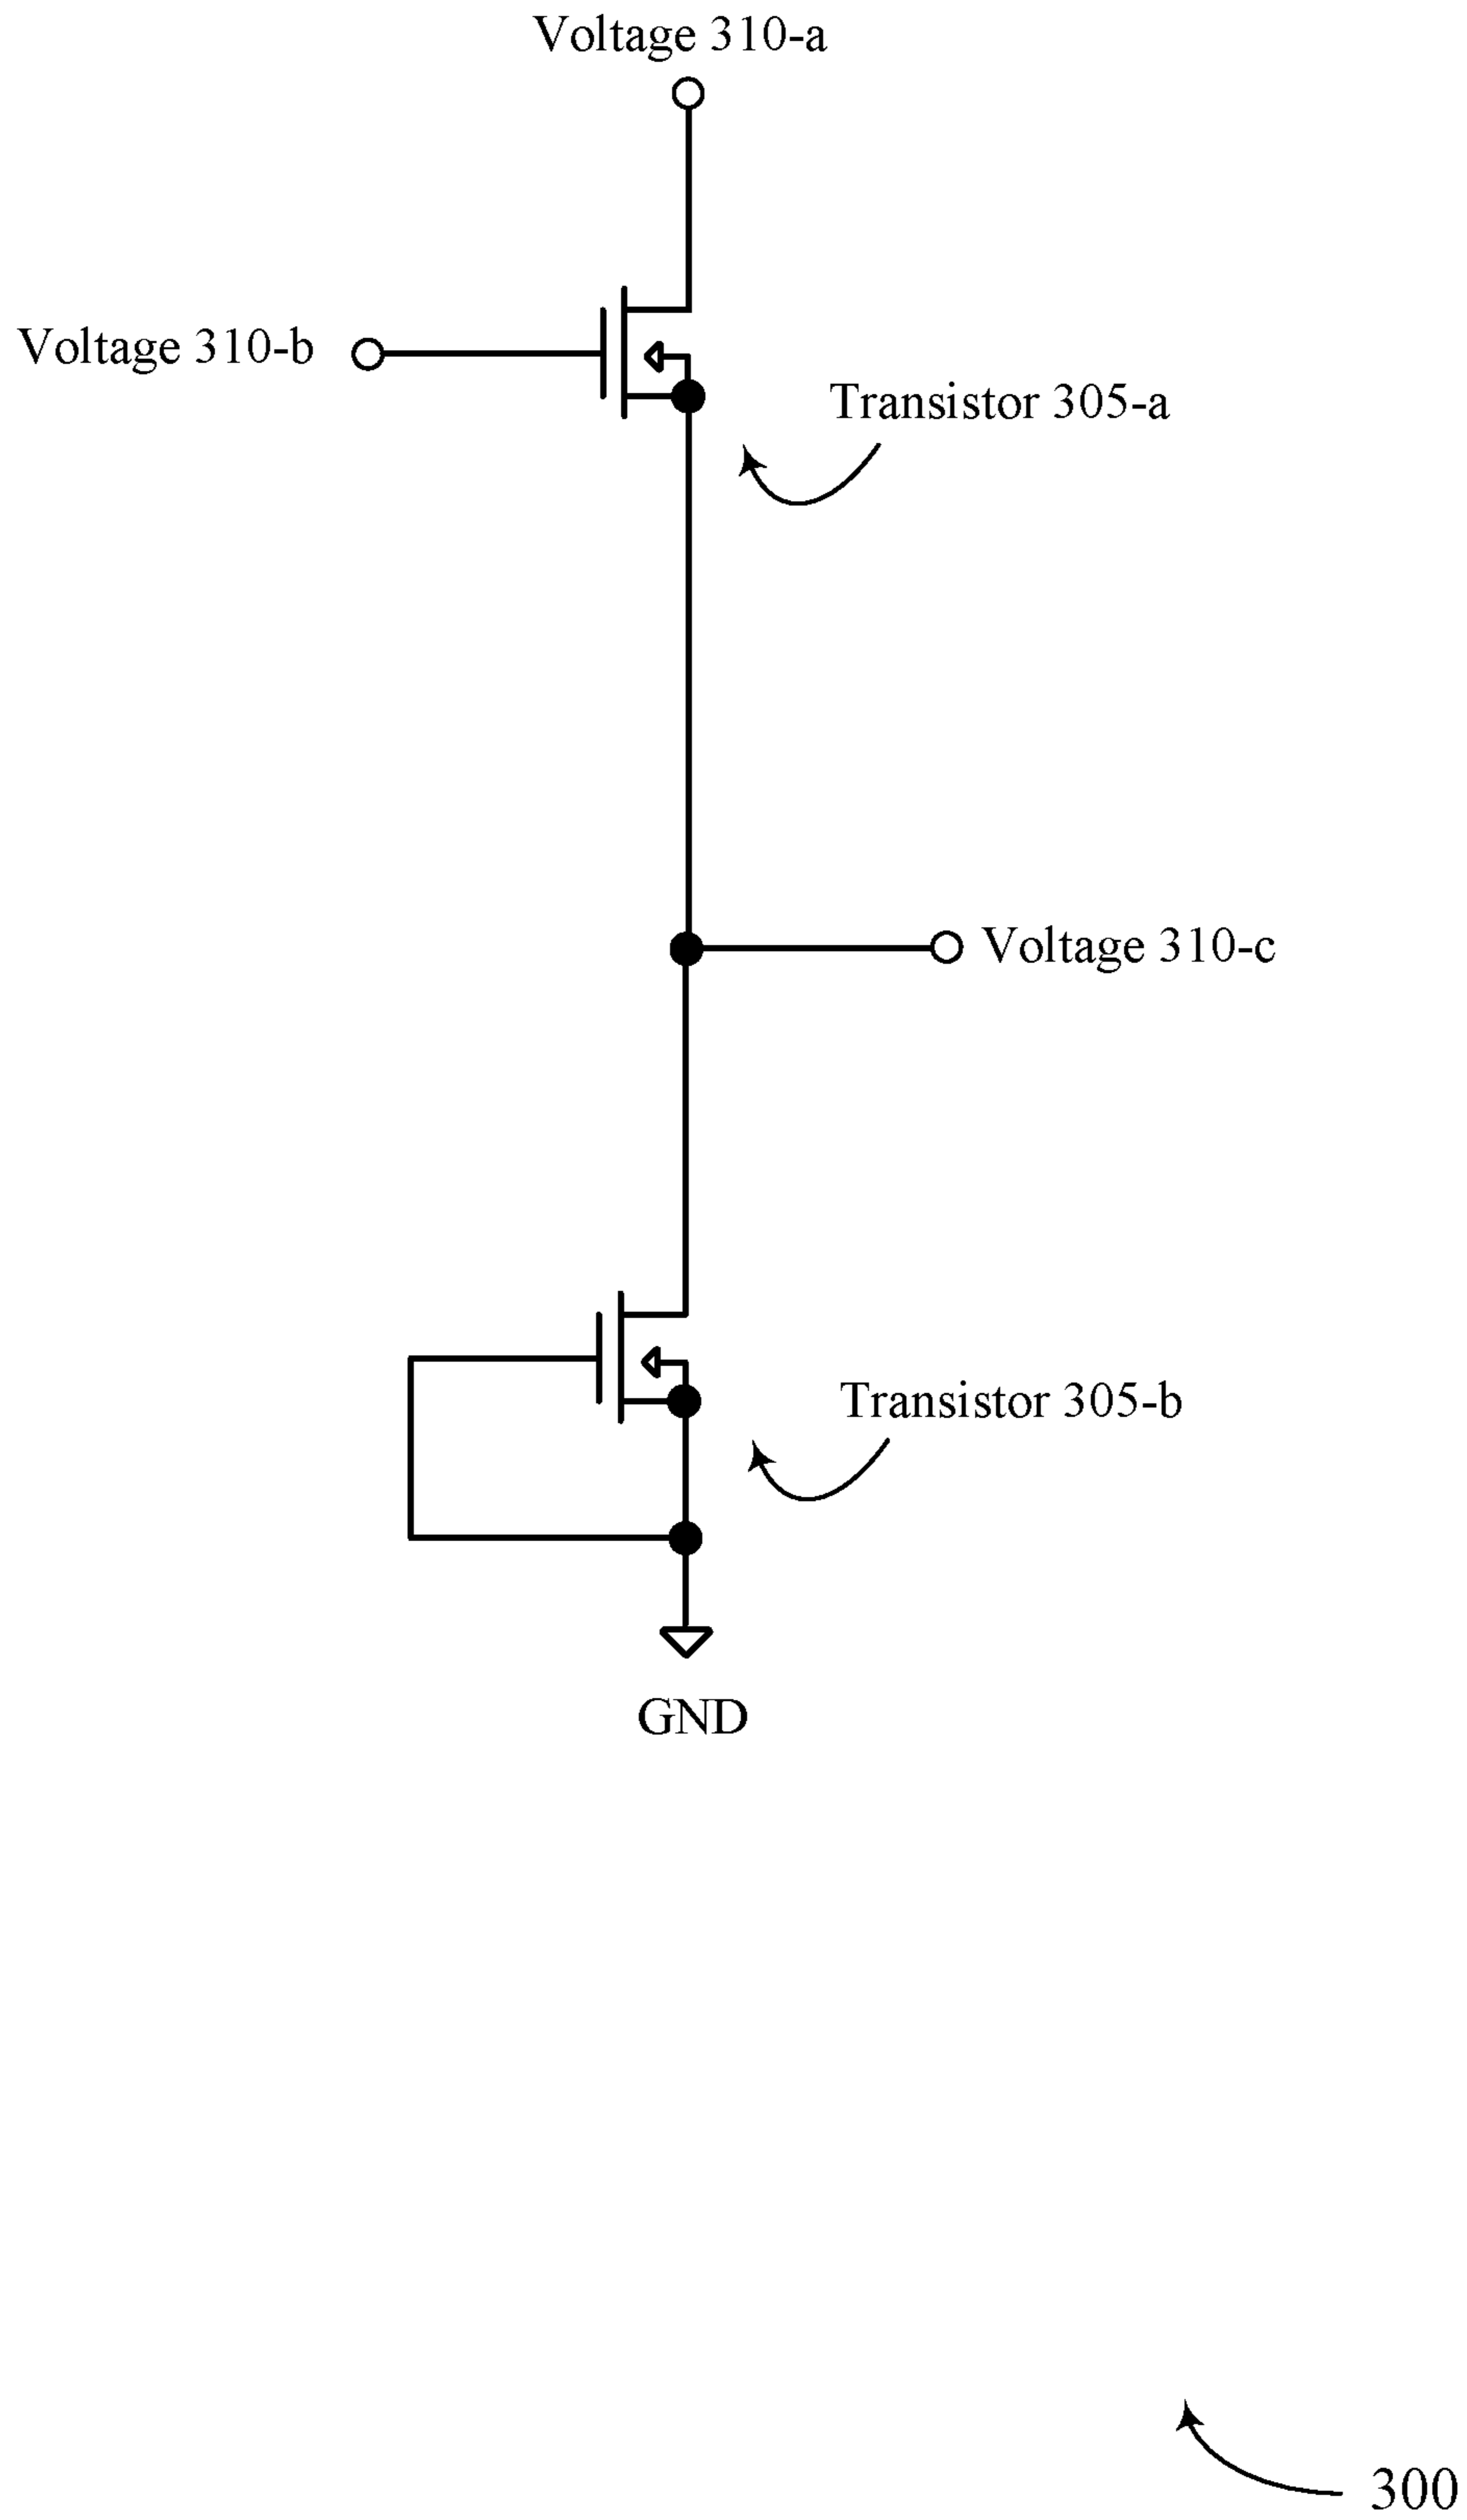 Voltage 310-a
Voltage 310-b
Transistor 305-a
Voltage 310-c
Transistor 305-b
GND
300